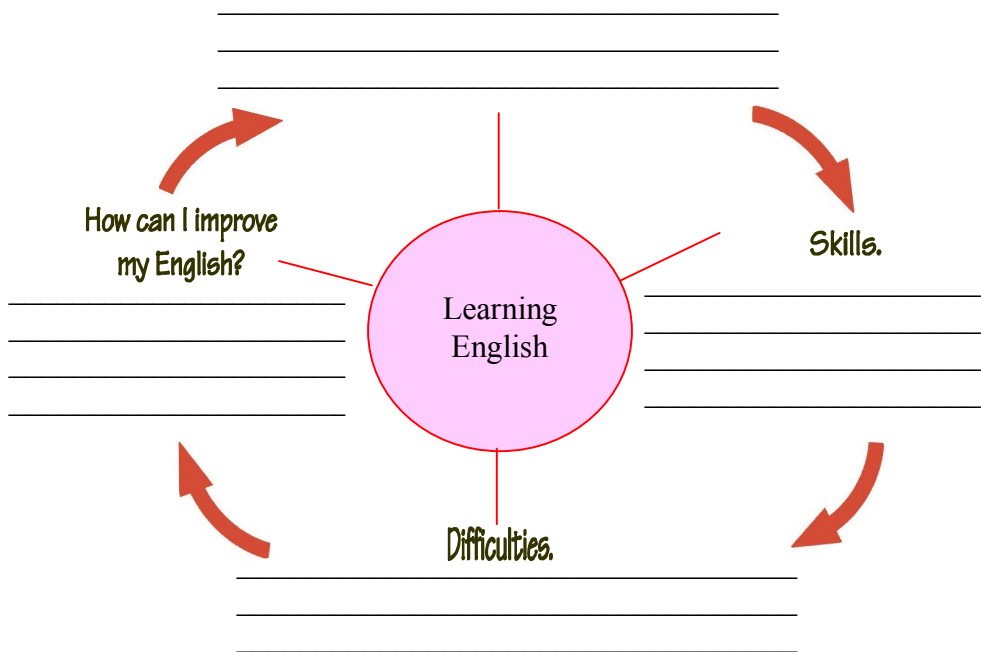 How can I improve
my English?
Skills.
Learning
English
Difficulties.